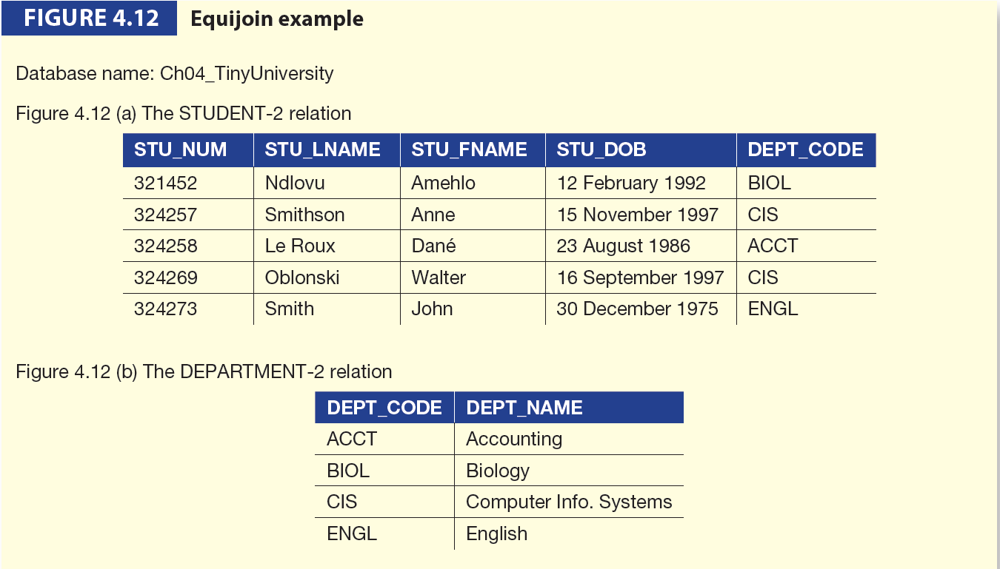 FIGURE 4.12 Equijoin example
Database name: Ch04_TinyUniversity
Figure 4.12 (a) The STUDENT-2 relation
STU_NUM STU_LNAME STU_FNAME STU_DOB DEPT_CODE
321452 Ndlovu Amehlo 12 February 1992 BIOL
324257 Smithson Anne 15 November 1997 CIS
324258 Le Roux Dané 23 August 1986 ACCT
324269 Oblonski Walter 16 September 1997 CIS
324273 Smith John 30 December 1975 ENGL
Figure 4.12 (b) The DEPARTMENT-2 relation
DEPT_CODE DEPT_NAME
ACCT Accounting
BIOL Biology
CIS Computer Info. Systems
ENGL English